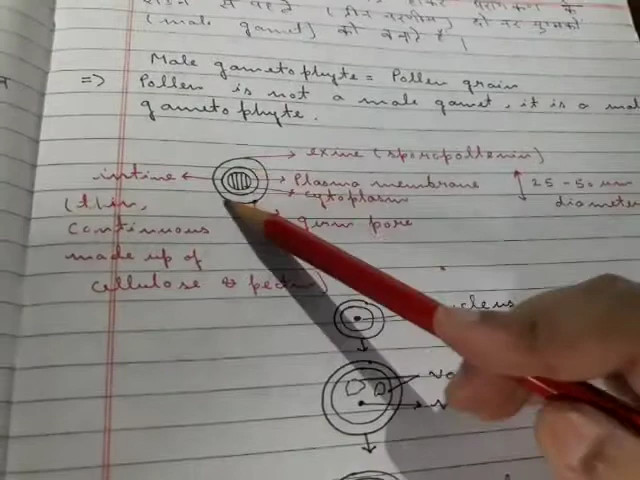 (male gamet) को बनाते है |
Male gametophyte = Pollen grain
=> Pollen is not a male gamet, it is a mal
gametophyte.
exine (sporopollenin)
intine
Plasma membrane
25-50 um
cytoplasm
diameter
(thin,
germ pore
continuous
made up of
cellulose & pectin)